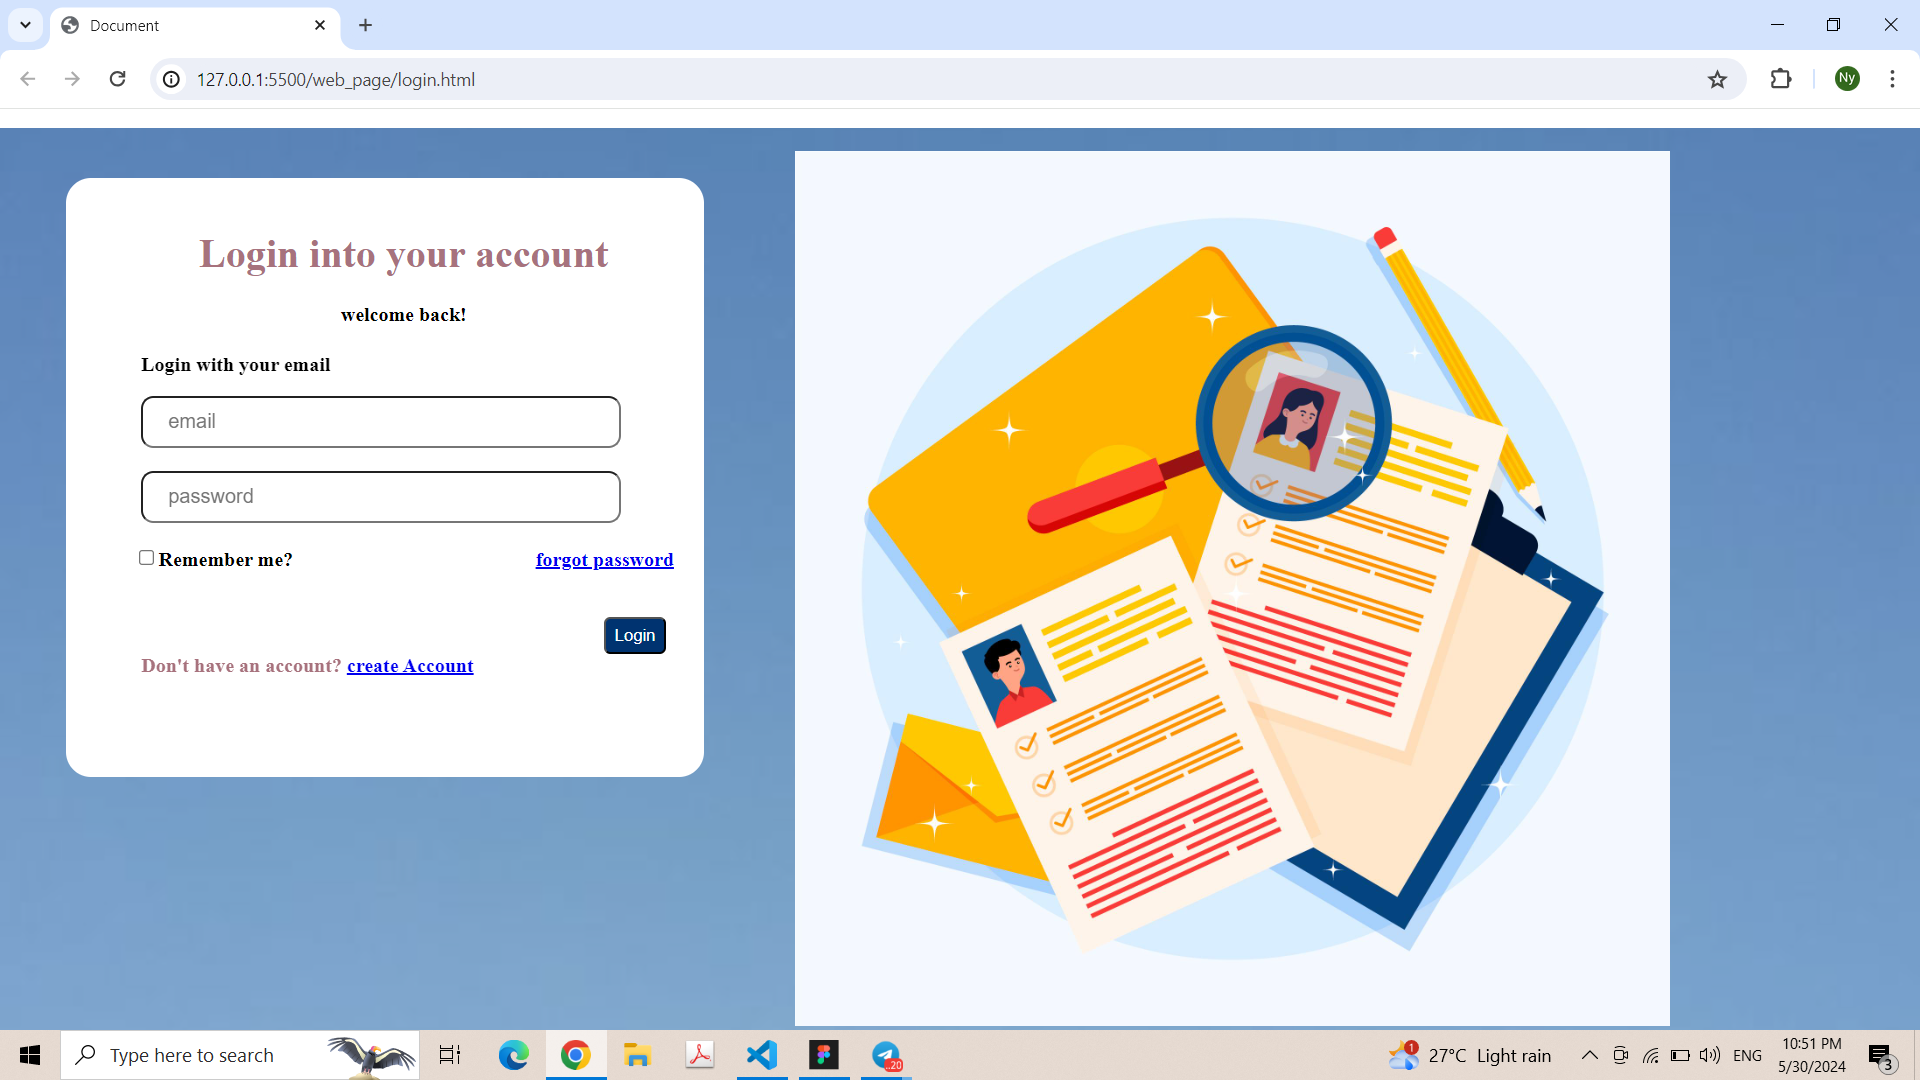 Document
127.0.0.1:5500/web_page/login.html
Ny
Login into your account
welcome back!
Login with your email
email
password
Remember me?
forgot password
Login
Don't have an account? create Account
Type here to search
..20
1
27°C Light rain
ENG
10:51 PM
5/30/2024
3